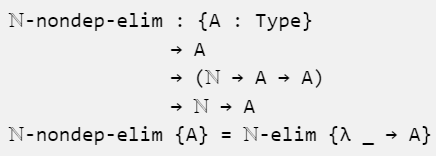 ℕ-nondep-elim : {A : Type}
→ A
→ (ℕ → A → A)
→ ℕ → A
ℕ-nondep-elim {A} = ℕ-elim {λ _ → A}